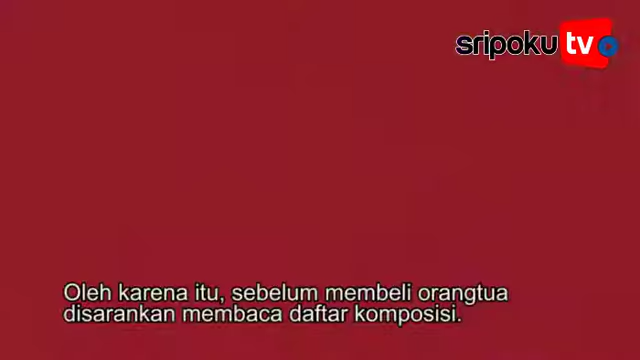 sripoku tv
Oleh karena itu, sebelum membeli orangtua
disarankan membaca daftar komposisi.